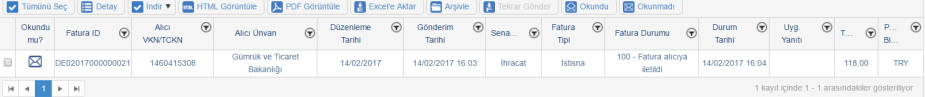 Tümünü Seç Detay İndir HTML Görüntüle PDF Görüntüle Excel'e Aktar Arşivle Tekrar Gönder Okundu Okunmadı
Okundu mu? Fatura ID Alıcı VKN/TCKN Alıcı Ünvan Düzenleme Tarihi Gönderim Tarihi Sena... Fatura Tipi Fatura Durumu Durum Tarihi Uyg. Yanıtı T... P... Bi...
DE02017000000021 1460415308 Gümrük ve Ticaret Bakanlığı 14/02/2017 14/02/2017 16:03 İhracat İstisna 100 - Fatura alıcıya iletildi 14/02/2017 16:04 118,00 TRY
1 1 kayıt içinde 1 - 1 arasındakiler gösteriliyor